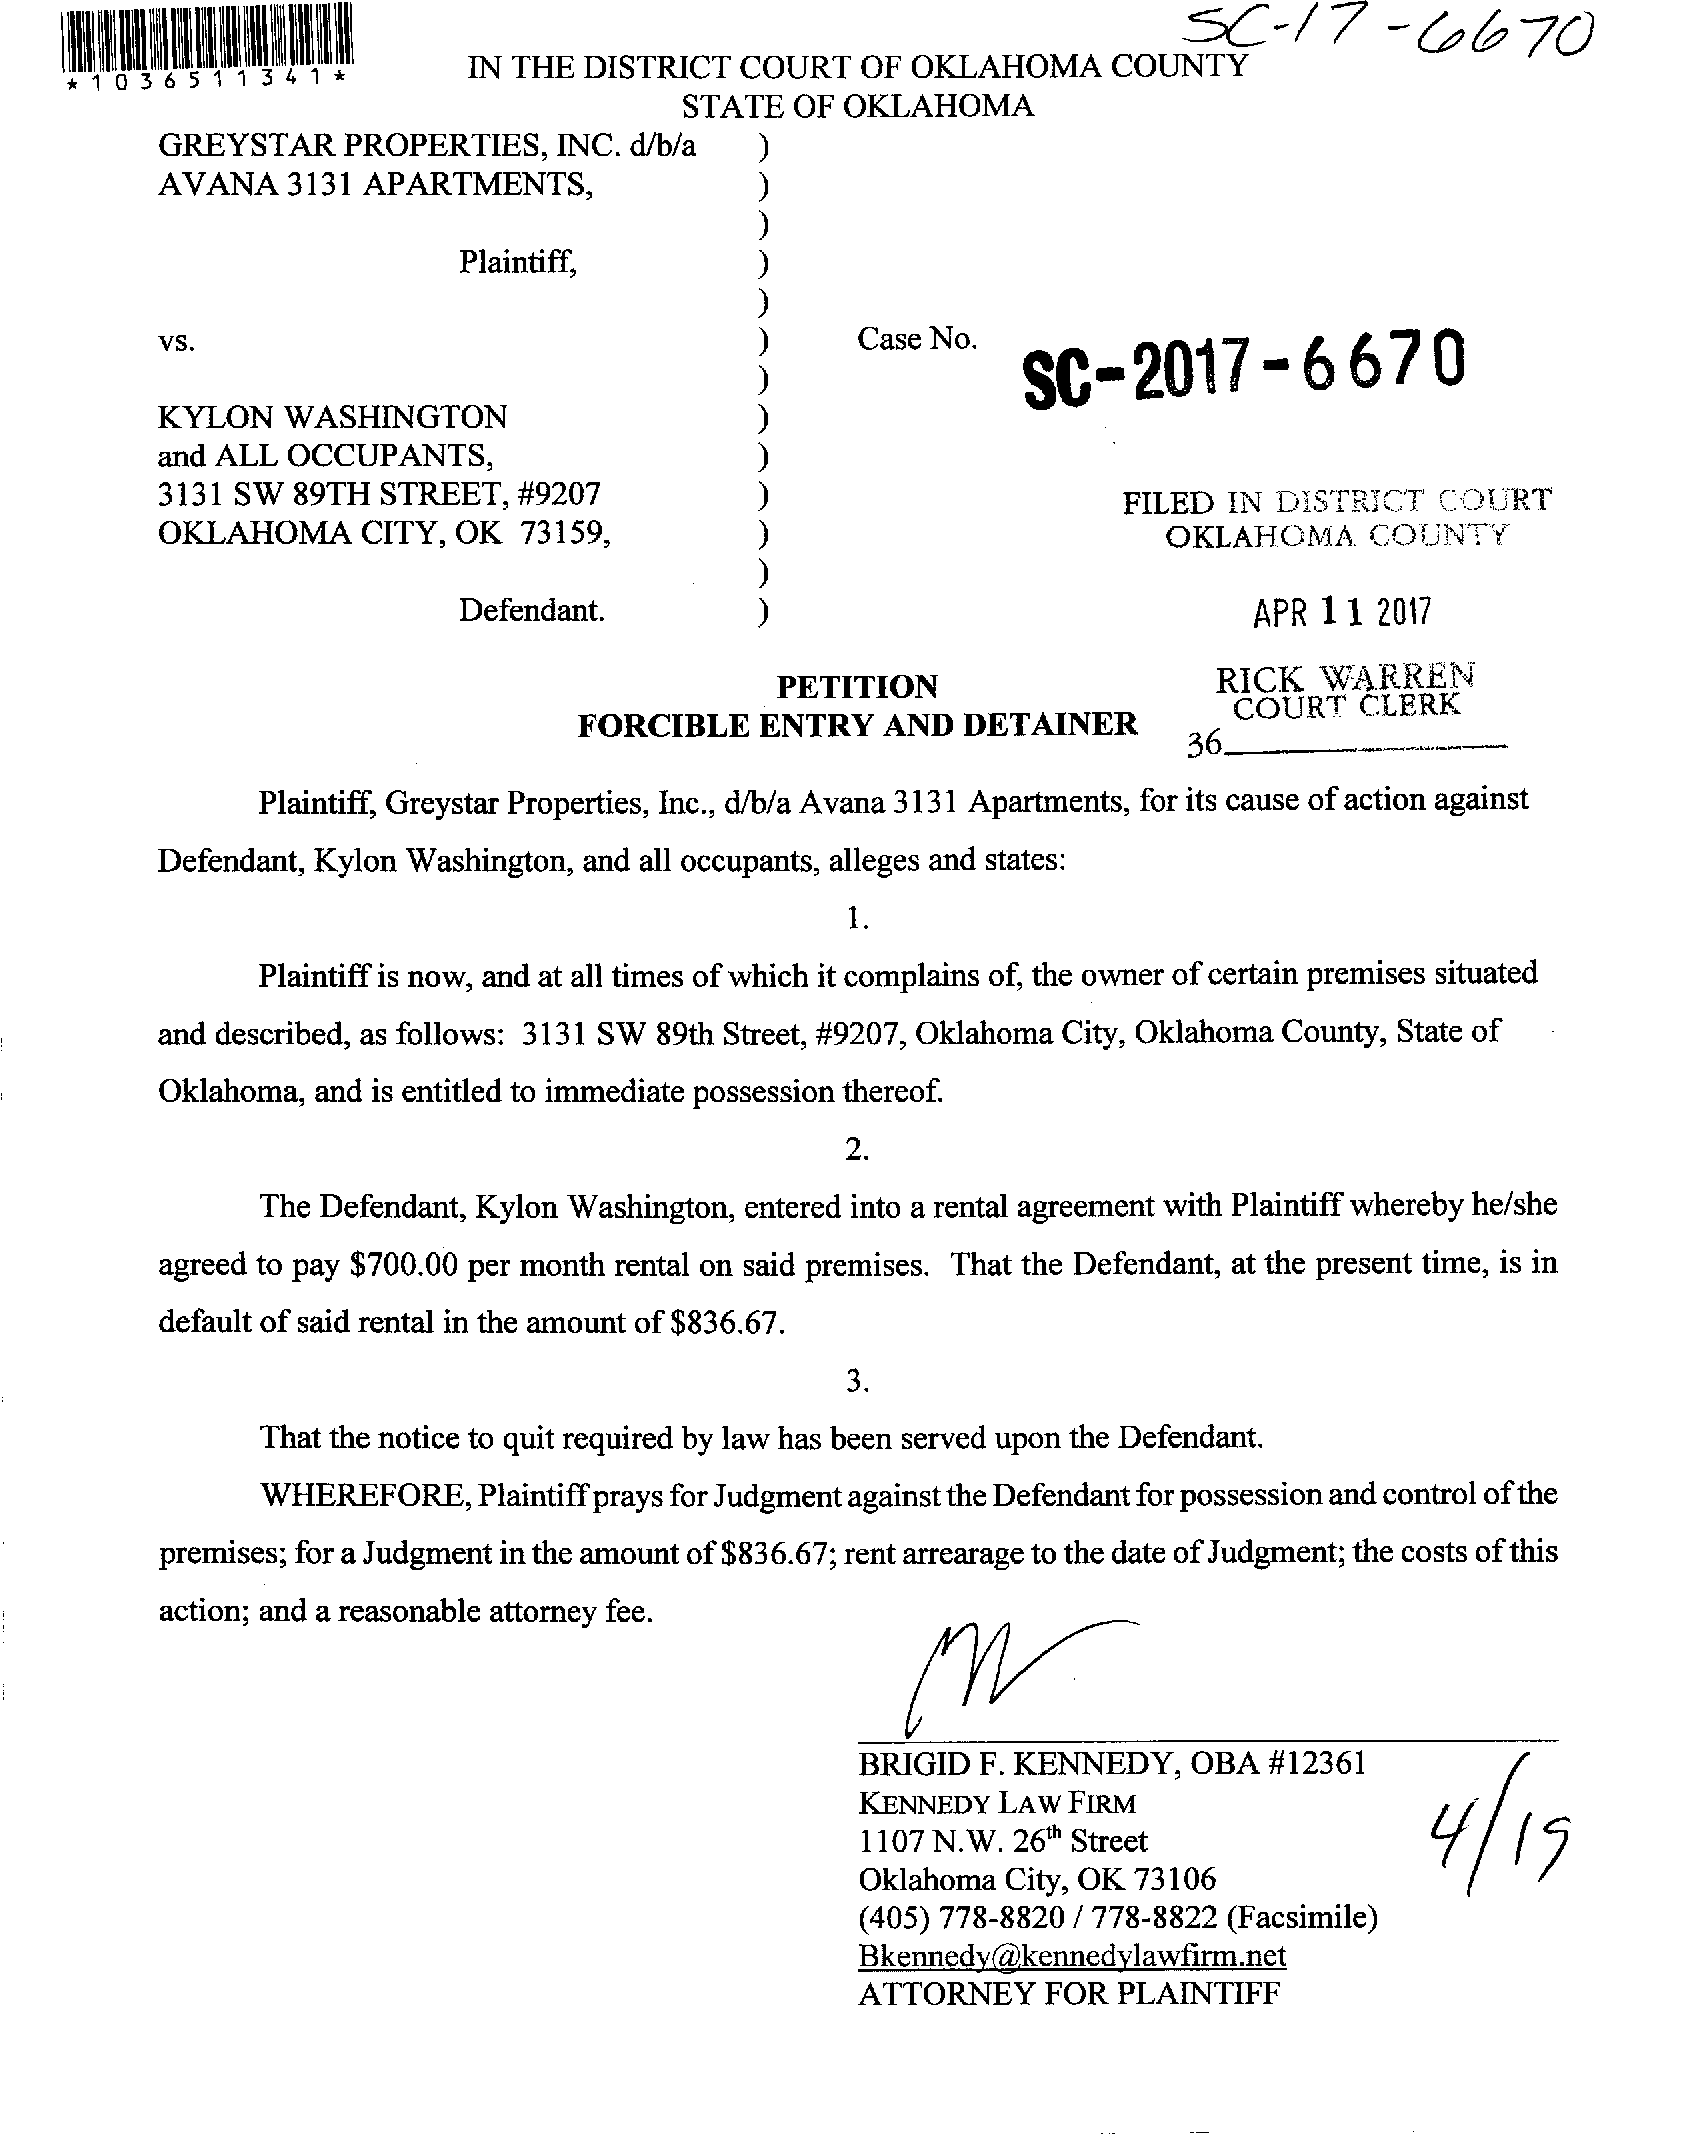 SC-17-6670
*1036511341*
IN THE DISTRICT COURT OF OKLAHOMA COUNTY
STATE OF OKLAHOMA
GREYSTAR PROPERTIES, INC. d/b/a )
AVANA 3131 APARTMENTS, )
)
Plaintiff, )
)
vs. ) Case No. SC-2017-6670
)
KYLON WASHINGTON )
and ALL OCCUPANTS, )
3131 SW 89TH STREET, #9207 ) FILED IN DISTRICT COURT
OKLAHOMA CITY, OK 73159, ) OKLAHOMA COUNTY
)
Defendant. ) APR 11 2017
PETITION RICK WARREN
FORCIBLE ENTRY AND DETAINER COURT CLERK
36
Plaintiff, Greystar Properties, Inc., d/b/a Avana 3131 Apartments, for its cause of action against
Defendant, Kylon Washington, and all occupants, alleges and states:
1.
Plaintiff is now, and at all times of which it complains of, the owner of certain premises situated
and described, as follows: 3131 SW 89th Street, #9207, Oklahoma City, Oklahoma County, State of
Oklahoma, and is entitled to immediate possession thereof.
2.
The Defendant, Kylon Washington, entered into a rental agreement with Plaintiff whereby he/she
agreed to pay $700.00 per month rental on said premises. That the Defendant, at the present time, is in
default of said rental in the amount of $836.67.
3.
That the notice to quit required by law has been served upon the Defendant.
WHEREFORE, Plaintiff prays for Judgment against the Defendant for possession and control of the
premises; for a Judgment in the amount of $836.67; rent arrearage to the date of Judgment; the costs of this
action; and a reasonable attorney fee.
BRIGID F. KENNEDY, OBA #12361
KENNEDY LAW FIRM
1107 N.W. 26th Street
4/19
Oklahoma City, OK 73106
(405) 778-8820 / 778-8822 (Facsimile)
Bkennedy@kennedylawfirm.net
ATTORNEY FOR PLAINTIFF